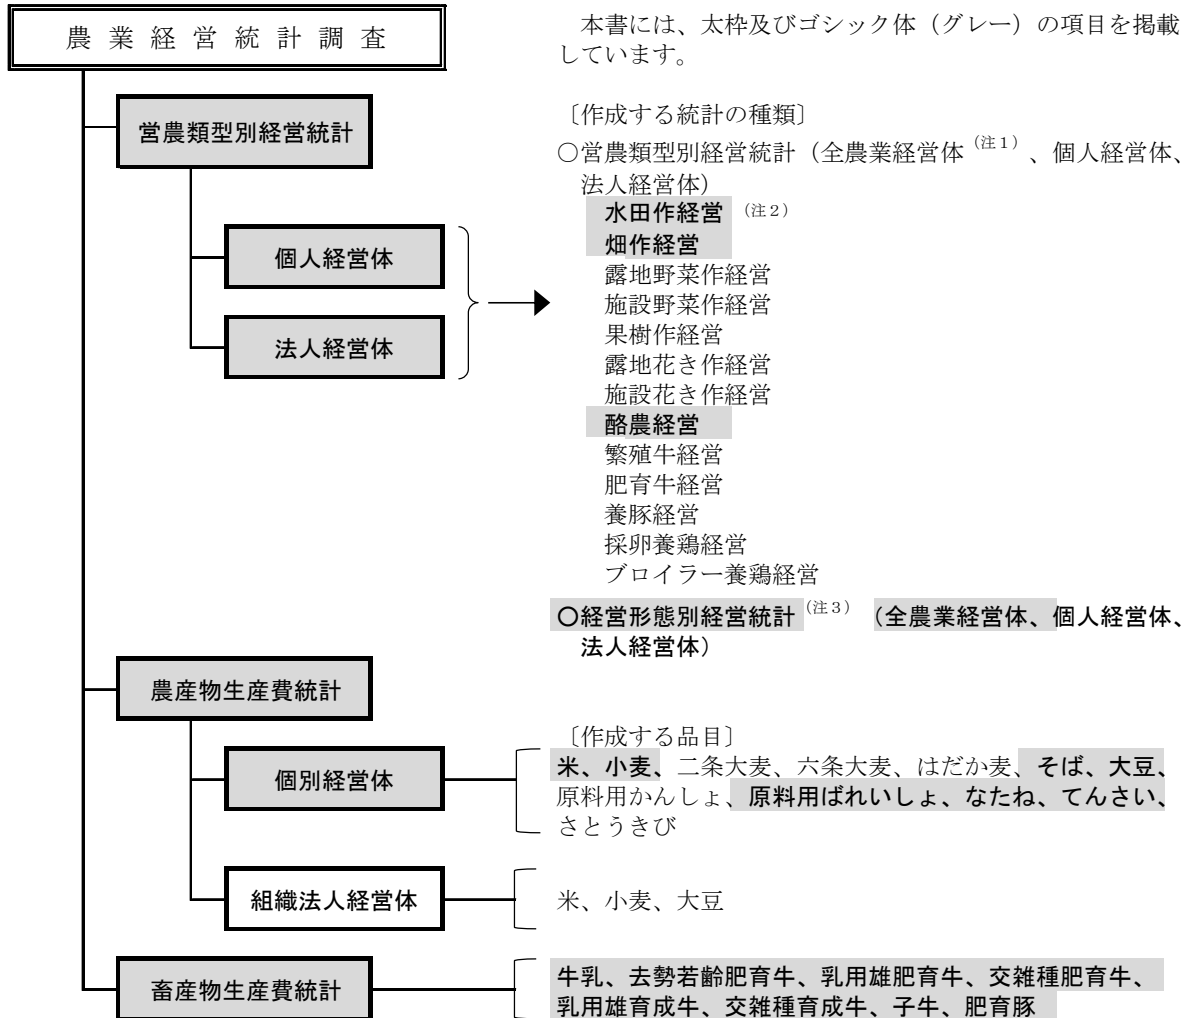 農業経営統計調査
本書には、太枠及びゴシック体（グレー）の項目を掲載
しています。
営農類型別経営統計
個人経営体
法人経営体
〔作成する統計の種類〕
○営農類型別経営統計（全農業経営体（注１）、個人経営体、
法人経営体）
水田作経営（注２）
畑作経営
露地野菜作経営
施設野菜作経営
果樹作経営
露地花き作経営
施設花き作経営
酪農経営
繁殖牛経営
肥育牛経営
養豚経営
採卵養鶏経営
ブロイラー養鶏経営
○経営形態別経営統計（注３）（全農業経営体、個人経営体、
法人経営体）
農産物生産費統計
〔作成する品目〕
個別経営体
米、小麦、二条大麦、六条大麦、はだか麦、そば、大豆、
原料用かんしょ、原料用ばれいしょ、なたね、てんさい、
さとうきび
組織法人経営体
米、小麦、大豆
畜産物生産費統計
牛乳、去勢若齢肥育牛、乳用雄肥育牛、交雑種肥育牛、
乳用雄育成牛、交雑種育成牛、子牛、肥育豚